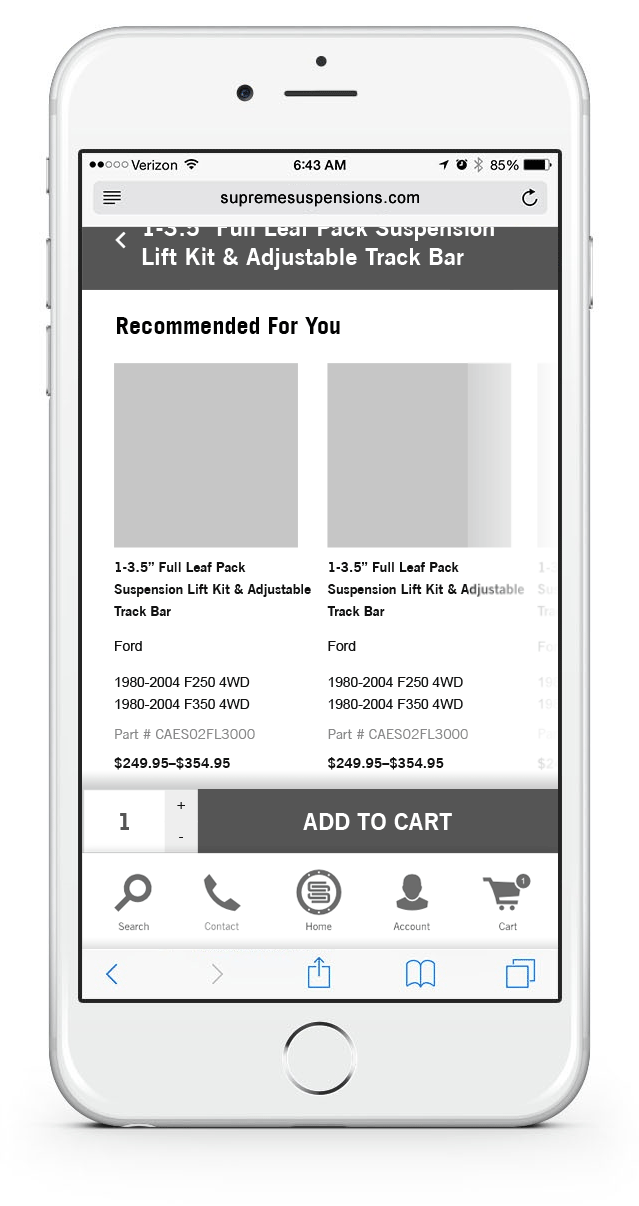 Verizon 6:43 AM 85%
supremesuspensions.com
1-3.5" Full Leaf Pack Suspension
Lift Kit & Adjustable Track Bar
Recommended For You
1-3.5” Full Leaf Pack
Suspension Lift Kit & Adjustable
Track Bar
Ford
1980-2004 F250 4WD
1980-2004 F350 4WD
Part # CAES02FL3000
$249.95–$354.95
1-3.5” Full Leaf Pack
Suspension Lift Kit & Adjustable
Track Bar
Ford
1980-2004 F250 4WD
1980-2004 F350 4WD
Part # CAES02FL3000
$249.95–$354.95
1 + -
ADD TO CART
1
Search Contact Home Account Cart